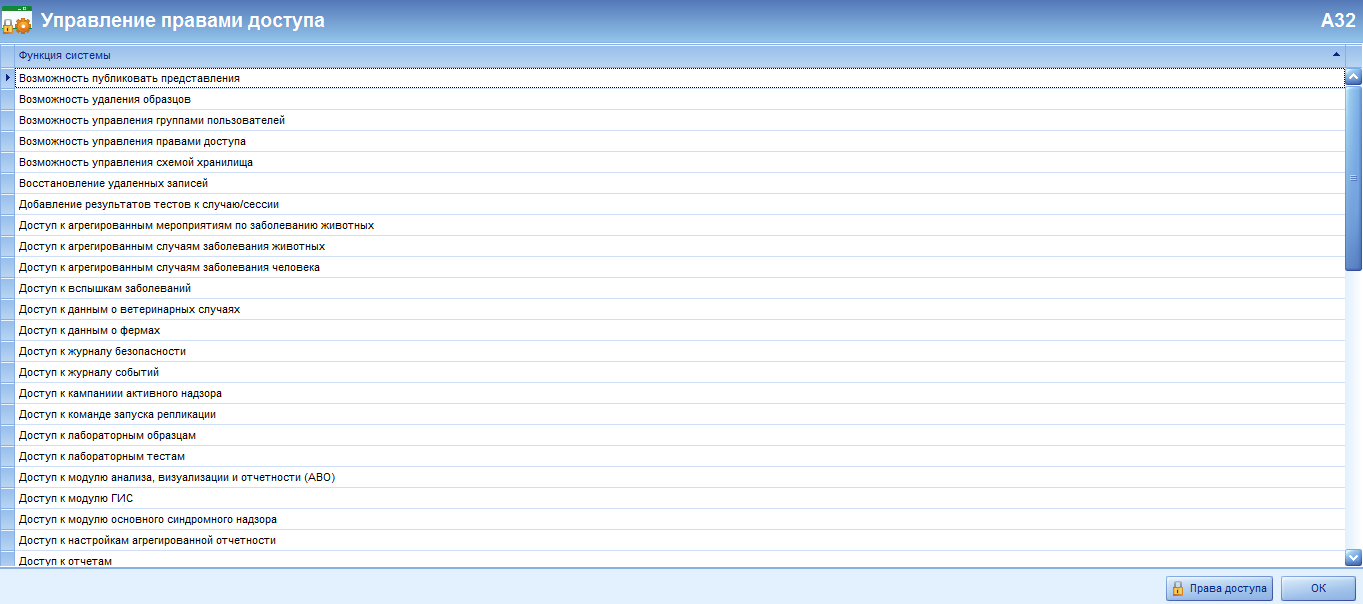 Управление правами доступа A32
Функция системы
Возможность публиковать представления
Возможность удаления образцов
Возможность управления группами пользователей
Возможность управления правами доступа
Возможность управления схемой хранилища
Восстановление удаленных записей
Добавление результатов тестов к случаю/сессии
Доступ к агрегированным мероприятиям по заболеванию животных
Доступ к агрегированным случаям заболевания животных
Доступ к агрегированным случаям заболевания человека
Доступ к вспышкам заболеваний
Доступ к данным о ветеринарных случаях
Доступ к данным о фермах
Доступ к журналу безопасности
Доступ к журналу событий
Доступ к кампаниии активного надзора
Доступ к команде запуска репликации
Доступ к лабораторным образцам
Доступ к лабораторным тестам
Доступ к модулю анализа, визуализации и отчетности (АВО)
Доступ к модулю ГИС
Доступ к модулю основного синдромного надзора
Доступ к настройкам агрегированной отчетности
Доступ к отчетам
Права доступа ОК